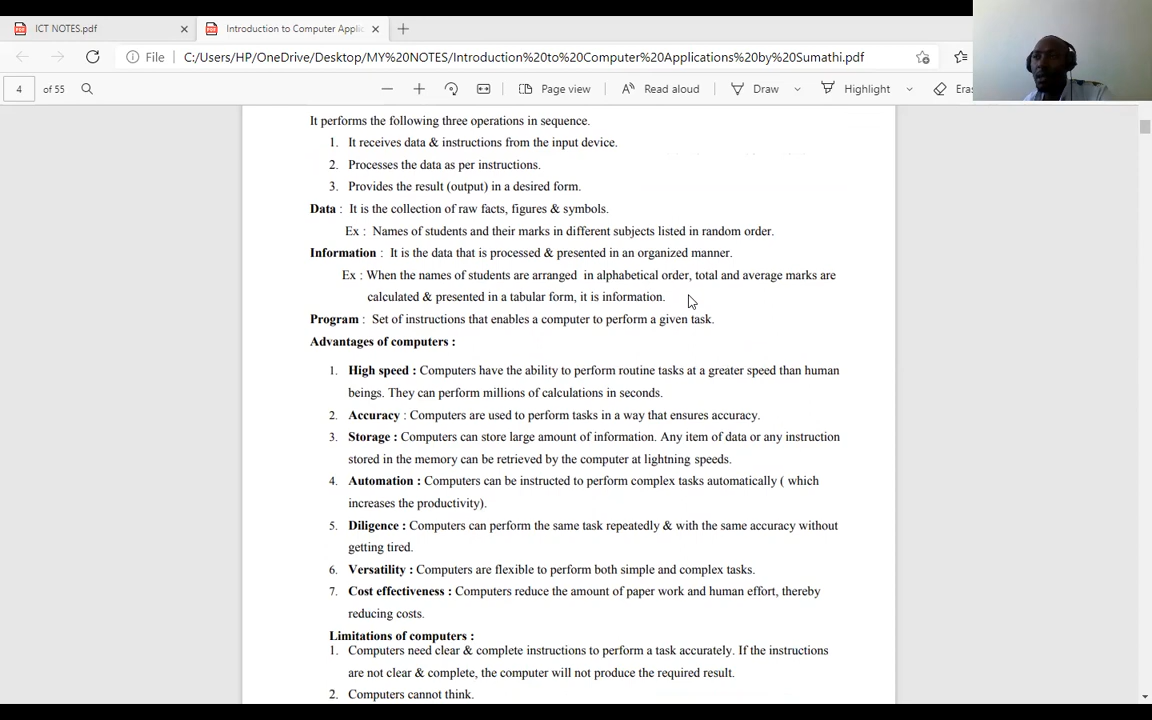 ICT NOTES.pdf
Introduction to Computer Applic
File C:/Users/HP/OneDrive/Desktop/MY%20NOTES/Introduction%20to%20Computer%20Applications%20by%20Sumathi.pdf
4 of 55 Page view Read aloud Draw Highlight Eras
It performs the following three operations in sequence.
1. It receives data & instructions from the input device.
2. Processes the data as per instructions.
3. Provides the result (output) in a desired form.
Data : It is the collection of raw facts, figures & symbols.
Ex : Names of students and their marks in different subjects listed in random order.
Information : It is the data that is processed & presented in an organized manner.
Ex : When the names of students are arranged in alphabetical order, total and average marks are
calculated & presented in a tabular form, it is information.
Program : Set of instructions that enables a computer to perform a given task.
Advantages of computers :
1. High speed : Computers have the ability to perform routine tasks at a greater speed than human
beings. They can perform millions of calculations in seconds.
2. Accuracy : Computers are used to perform tasks in a way that ensures accuracy.
3. Storage : Computers can store large amount of information. Any item of data or any instruction
stored in the memory can be retrieved by the computer at lightning speeds.
4. Automation : Computers can be instructed to perform complex tasks automatically ( which
increases the productivity).
5. Diligence : Computers can perform the same task repeatedly & with the same accuracy without
getting tired.
6. Versatility : Computers are flexible to perform both simple and complex tasks.
7. Cost effectiveness : Computers reduce the amount of paper work and human effort, thereby
reducing costs.
Limitations of computers :
1. Computers need clear & complete instructions to perform a task accurately. If the instructions
are not clear & complete, the computer will not produce the required result.
2. Computers cannot think.